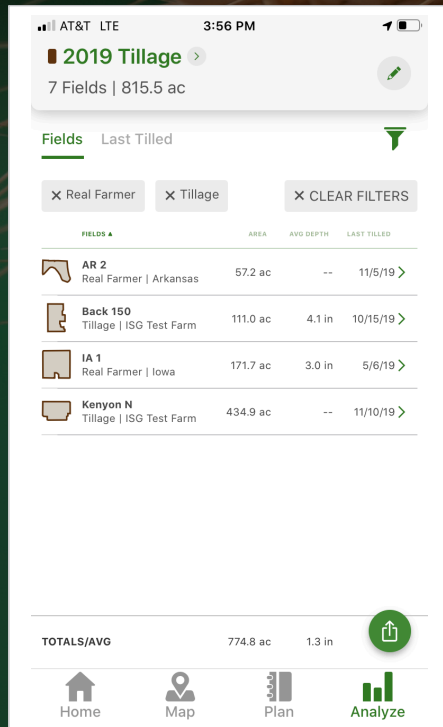 AT&T LTE 3:56 PM
2019 Tillage
7 Fields | 815.5 ac
Fields Last Tilled
Real Farmer Tillage CLEAR FILTERS
FIELDS AREA AVG DEPTH LAST TILLED
AR 2
Real Farmer | Arkansas 57.2 ac -- 11/5/19
Back 150
Tillage | ISG Test Farm 111.0 ac 4.1 in 10/15/19
IA 1
Real Farmer | Iowa 171.7 ac 3.0 in 5/6/19
Kenyon N
Tillage | ISG Test Farm 434.9 ac -- 11/10/19
TOTALS/AVG 774.8 ac 1.3 in
Home Map Plan Analyze